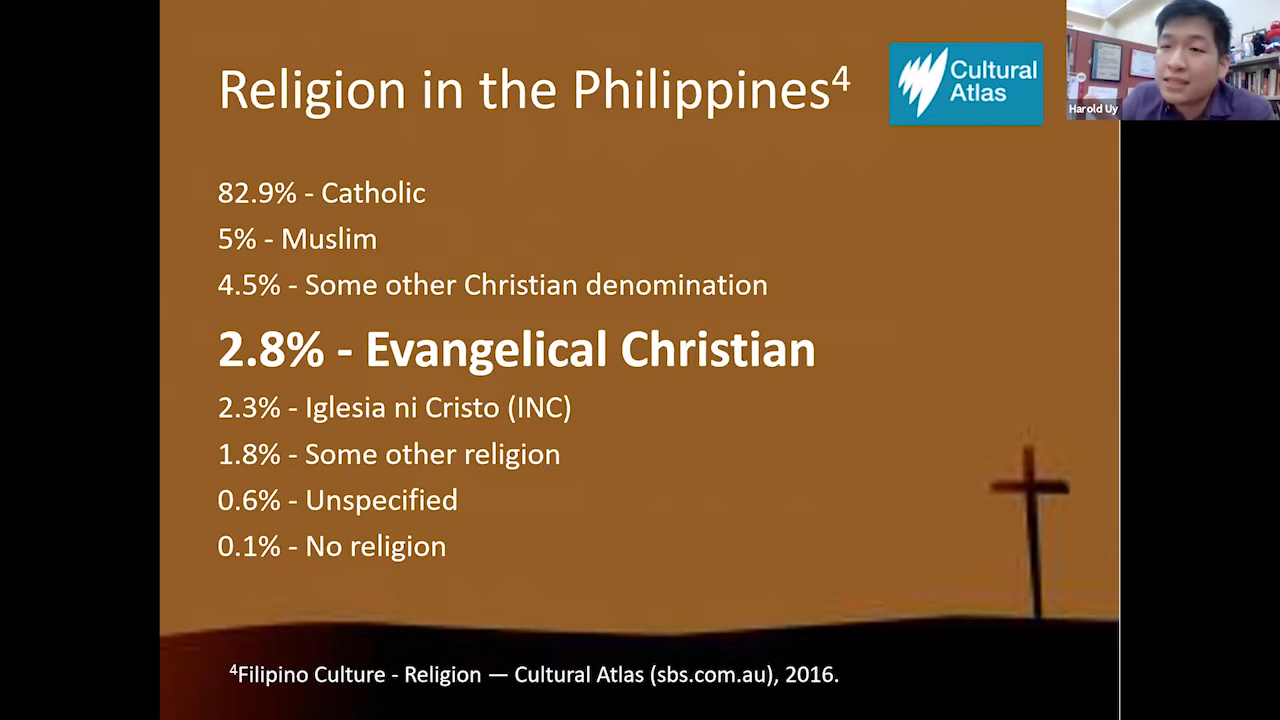 Religion in the Philippines⁴
Cultural
Atlas
Harold Uy
82.9% - Catholic
5% - Muslim
4.5% - Some other Christian denomination
2.8% - Evangelical Christian
2.3% - Iglesia ni Cristo (INC)
1.8% - Some other religion
0.6% - Unspecified
0.1% - No religion
⁴Filipino Culture - Religion — Cultural Atlas (sbs.com.au), 2016.